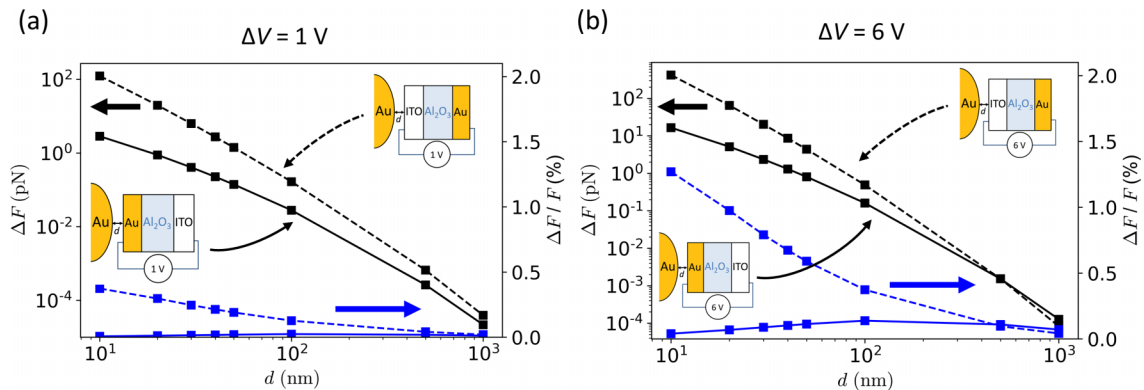 (a)
ΔV = 1 V
ΔF (pN)
10²
10⁰
10⁻²
10⁻⁴
Au
d
ITO
Al₂O₃
Au
1 V
Au
d
Au
Al₂O₃
ITO
1 V
2.0
1.5
1.0
0.5
0.0
ΔF / F (%)
10¹
10²
10³
d (nm)
(b)
ΔV = 6 V
ΔF (pN)
10²
10¹
10⁰
10⁻¹
10⁻²
10⁻³
10⁻⁴
Au
d
ITO
Al₂O₃
Au
6 V
Au
d
Au
Al₂O₃
ITO
6 V
2.0
1.5
1.0
0.5
0.0
ΔF / F (%)
10¹
10²
10³
d (nm)